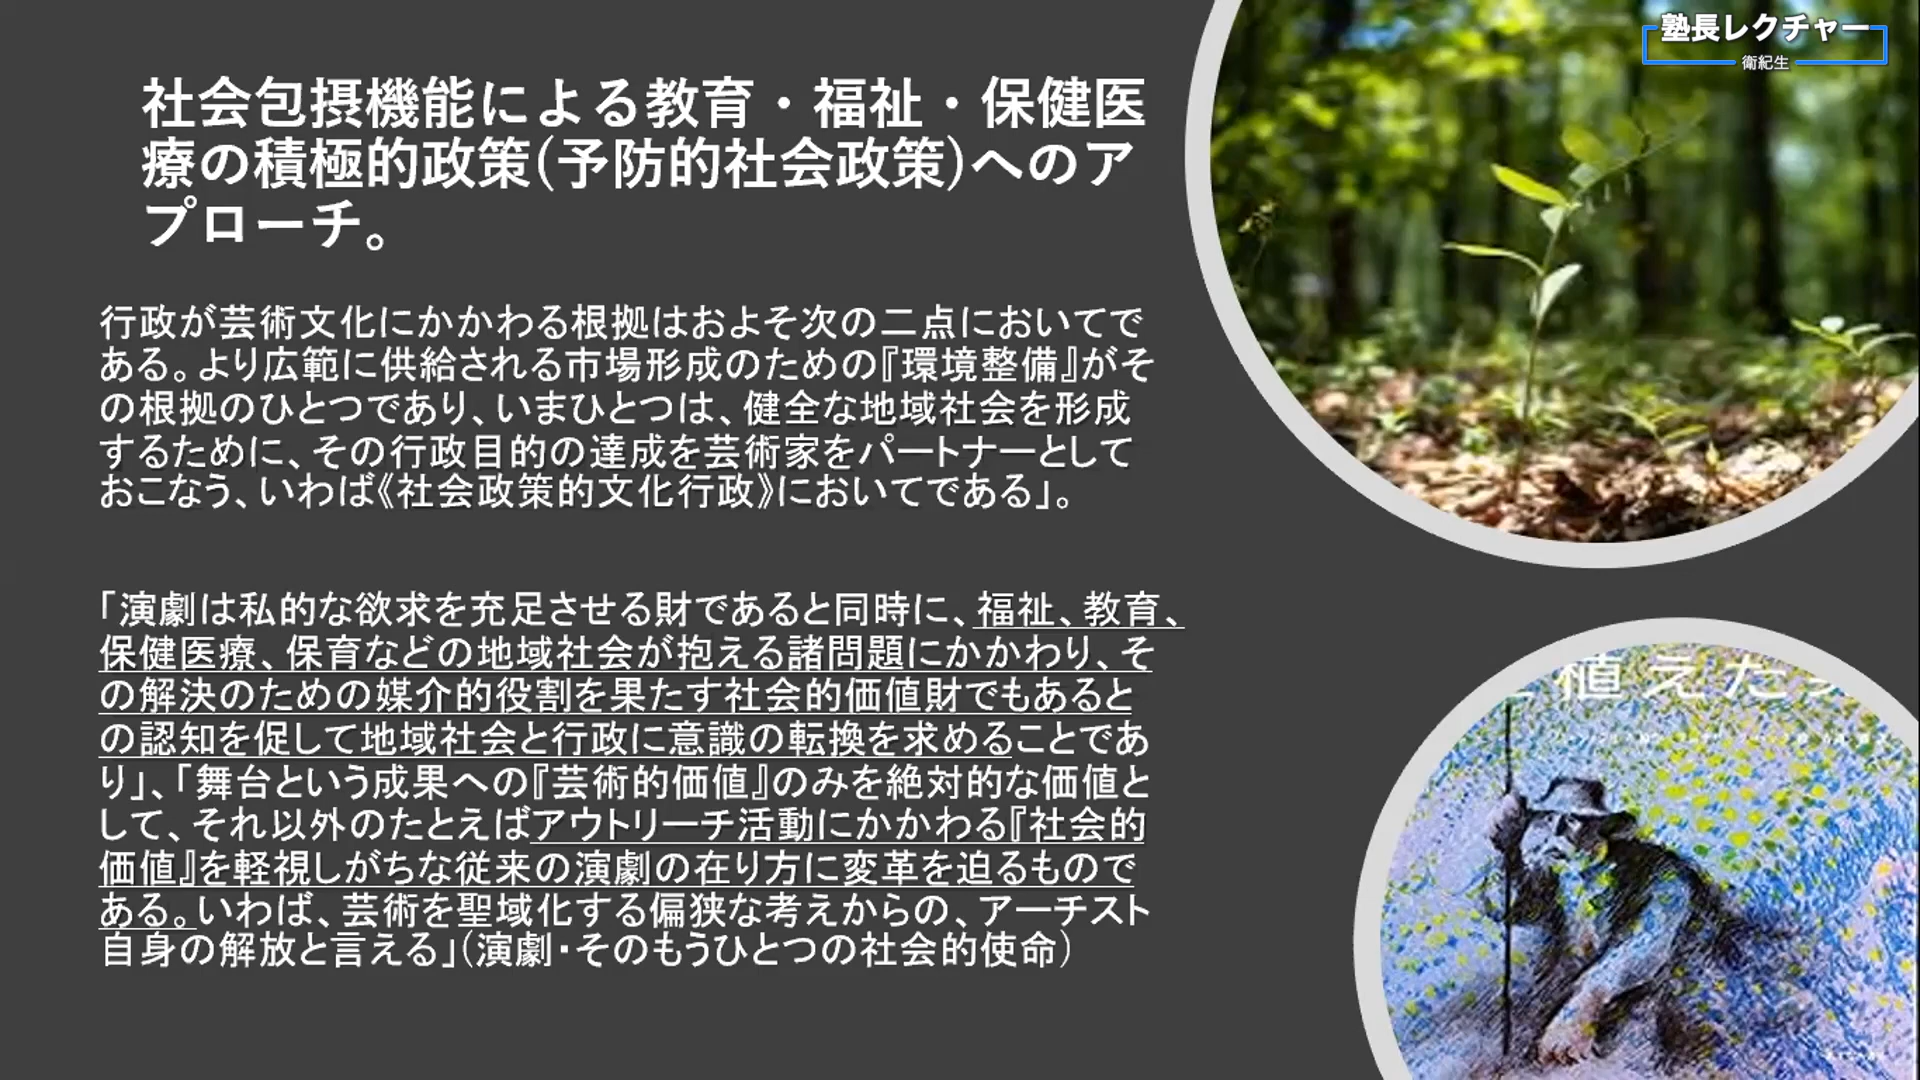 塾長レクチャー
衛紀生
社会包摂機能による教育・福祉・保健医
療の積極的政策(予防的社会政策)へのア
プローチ。
行政が芸術文化にかかわる根拠はおよそ次の二点においてで
ある。より広範に供給される市場形成のための『環境整備』がそ
の根拠のひとつであり、いまひとつは、健全な地域社会を形成
するために、その行政目的の達成を芸術家をパートナーとして
おこなう、いわば《社会政策的文化行政》においてである」。
「演劇は私的な欲求を充足させる財であると同時に、福祉、教育、
保健医療、保育などの地域社会が抱える諸問題にかかわり、そ
の解決のための媒介的役割を果たす社会的価値財でもあると
の認知を促して地域社会と行政に意識の転換を求めることであ
り」、「舞台という成果への『芸術的価値』のみを絶対的な価値と
して、それ以外のたとえばアウトリーチ活動にかかわる『社会的
価値』を軽視しがちな従来の演劇の在り方に変革を迫るもので
ある。いわば、芸術を聖域化する偏狭な考えからの、アーチスト
自身の解放と言える」(演劇・そのもうひとつの社会的使命)
植えた